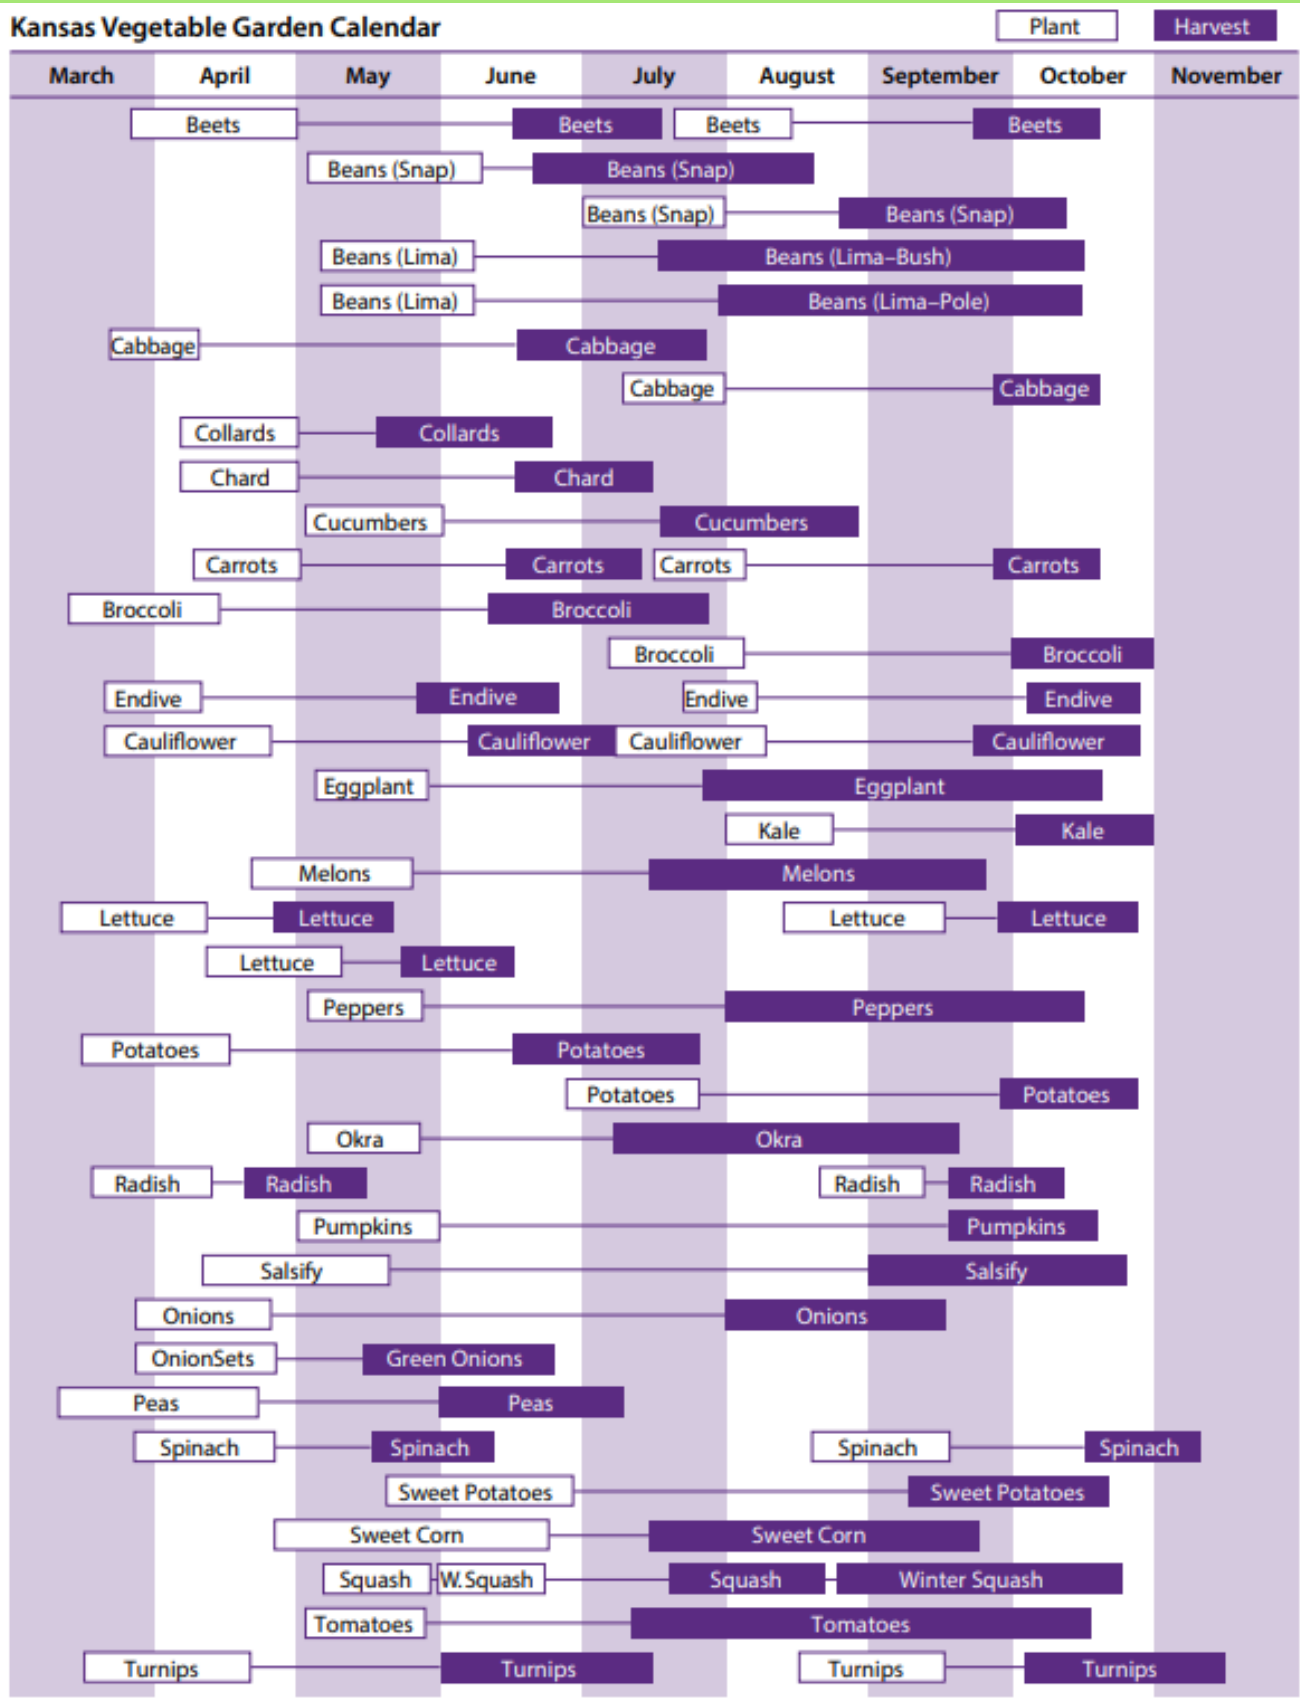 Kansas Vegetable Garden Calendar Plant Harvest
March April May June July August September October November
Beets Beets Beets Beets
Beans (Snap) Beans (Snap)
Beans (Snap) Beans (Snap)
Beans (Lima) Beans (Lima–Bush)
Beans (Lima) Beans (Lima–Pole)
Cabbage Cabbage
Cabbage Cabbage
Collards Collards
Chard Chard
Cucumbers Cucumbers
Carrots Carrots Carrots Carrots
Broccoli Broccoli
Broccoli Broccoli
Endive Endive Endive Endive
Cauliflower Cauliflower Cauliflower Cauliflower
Eggplant Eggplant
Kale Kale
Melons Melons
Lettuce Lettuce Lettuce Lettuce
Lettuce Lettuce
Peppers Peppers
Potatoes Potatoes
Potatoes Potatoes
Okra Okra
Radish Radish Radish Radish
Pumpkins Pumpkins
Salsify Salsify
Onions Onions
OnionSets Green Onions
Peas Peas
Spinach Spinach Spinach Spinach
Sweet Potatoes Sweet Potatoes
Sweet Corn Sweet Corn
Squash W. Squash Squash Winter Squash
Tomatoes Tomatoes
Turnips Turnips Turnips Turnips